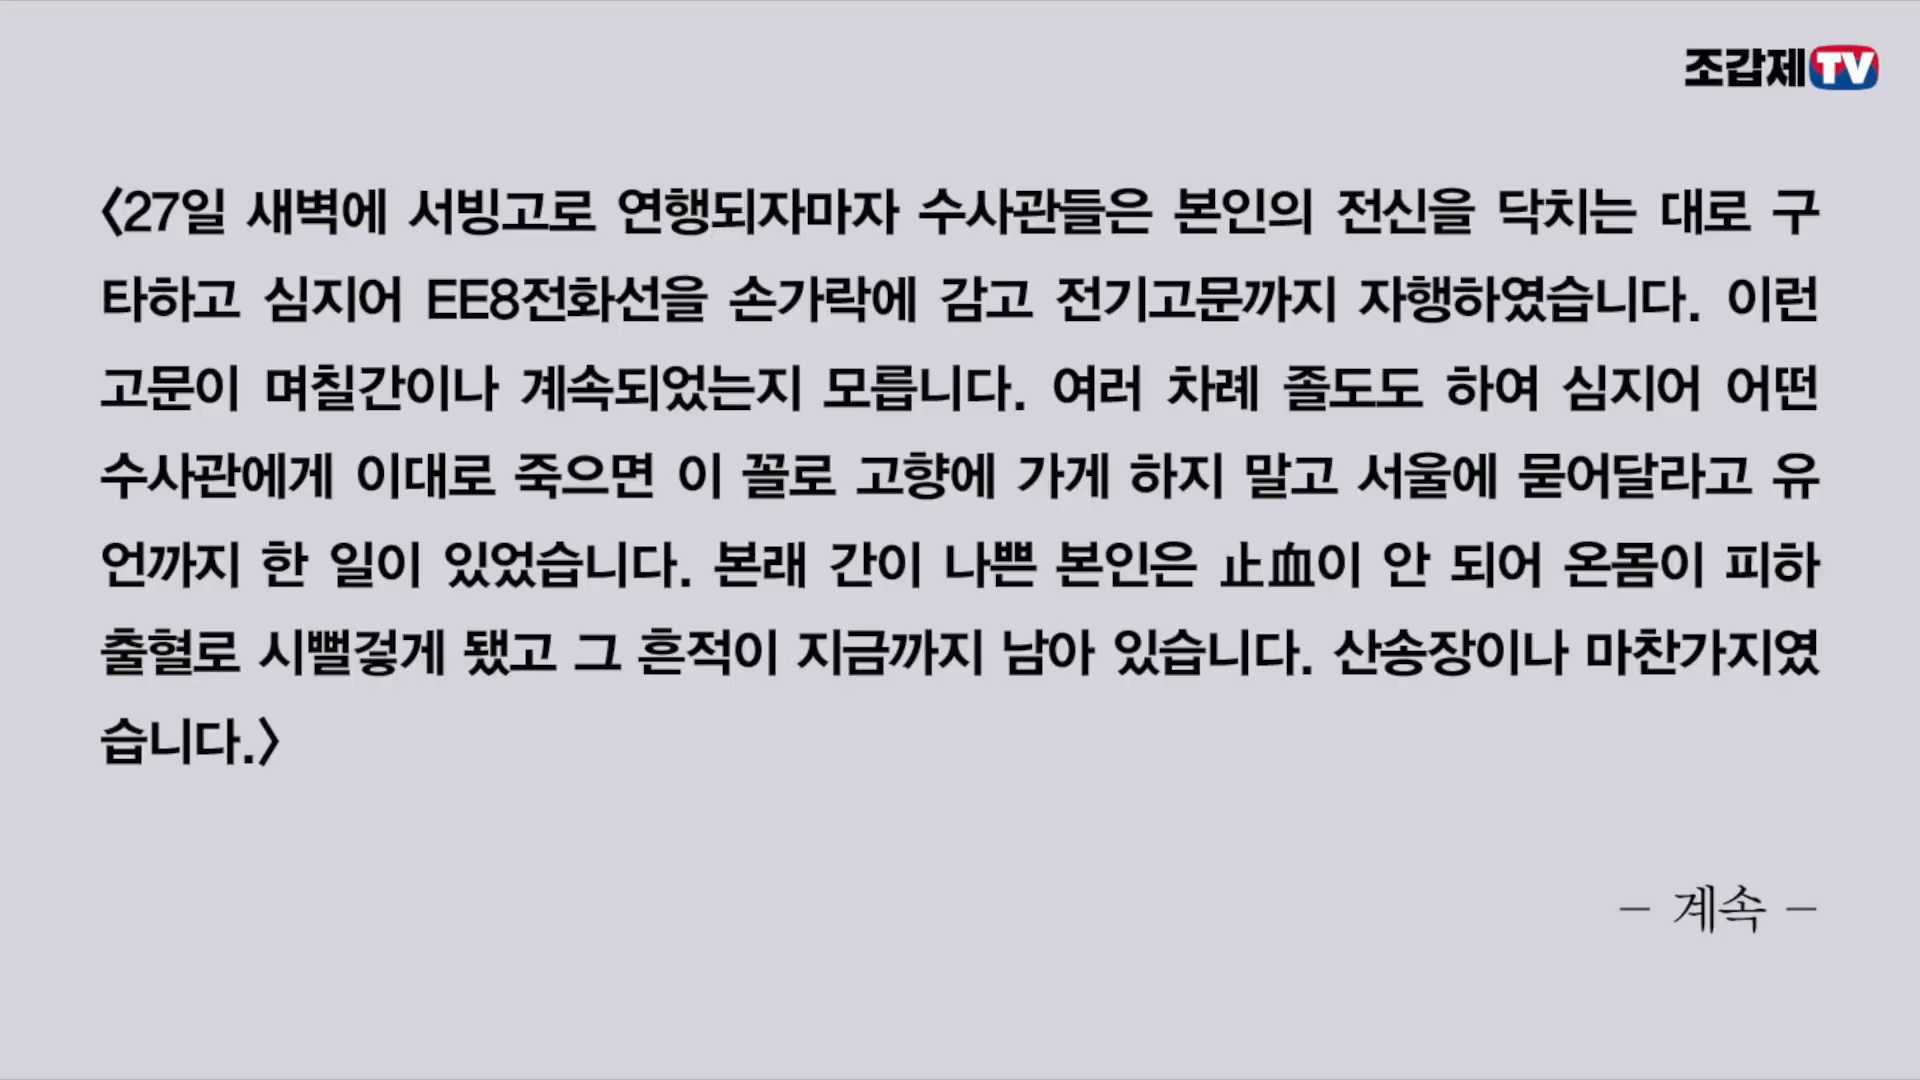 조갑제TV
〈27일 새벽에 서빙고로 연행되자마자 수사관들은 본인의 전신을 닥치는 대로 구
타하고 심지어 EE8전화선을 손가락에 감고 전기고문까지 자행하였습니다. 이런
고문이 며칠간이나 계속되었는지 모릅니다. 여러 차례 졸도도 하여 심지어 어떤
수사관에게 이대로 죽으면 이 꼴로 고향에 가게 하지 말고 서울에 묻어달라고 유
언까지 한 일이 있었습니다. 본래 간이 나쁜 본인은 止血이 안 되어 온몸이 피하
출혈로 시뻘겋게 됐고 그 흔적이 지금까지 남아 있습니다. 산송장이나 마찬가지였
습니다.〉
– 계속 –